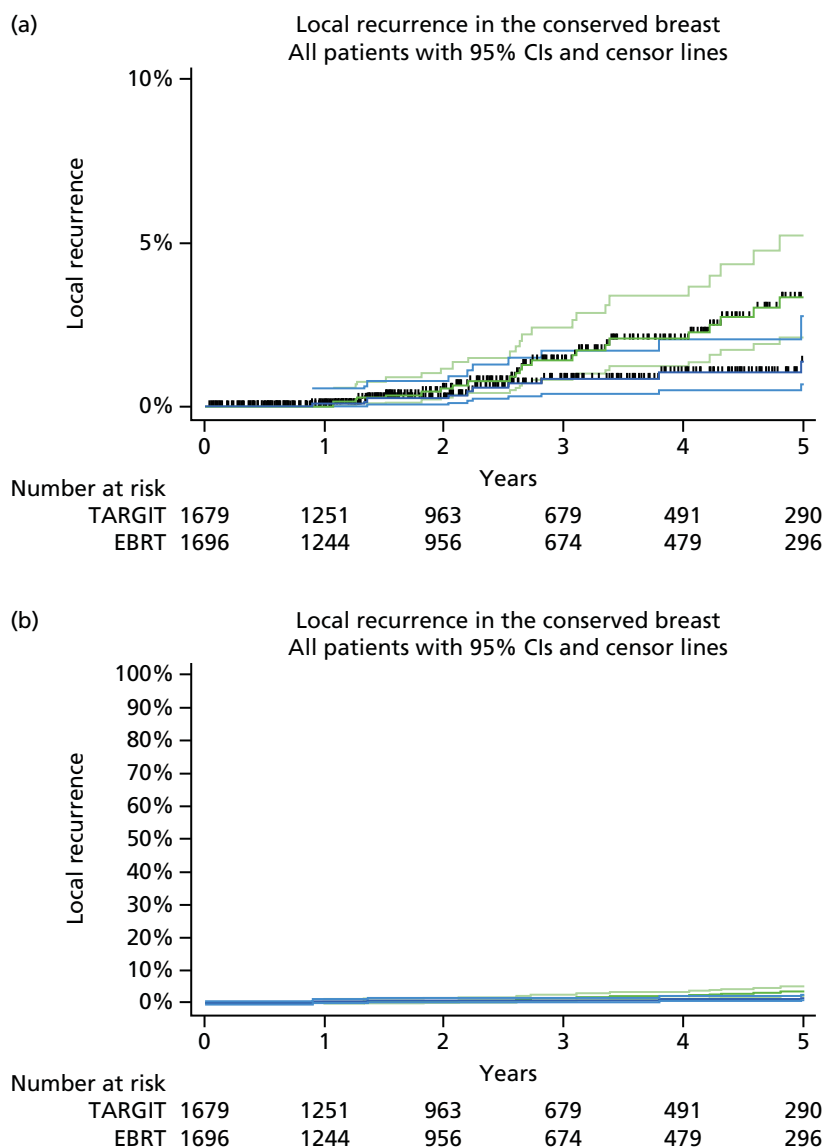 (a)
Local recurrence in the conserved breast
All patients with 95% CIs and censor lines
10%
5%
0%
Local recurrence
0 1 2 3 4 5
Years
Number at risk
TARGIT 1679 1251 963 679 491 290
EBRT 1696 1244 956 674 479 296
(b)
Local recurrence in the conserved breast
All patients with 95% CIs and censor lines
100%
90%
80%
70%
60%
50%
40%
30%
20%
10%
0%
Local recurrence
0 1 2 3 4 5
Years
Number at risk
TARGIT 1679 1251 963 679 491 290
EBRT 1696 1244 956 674 479 296